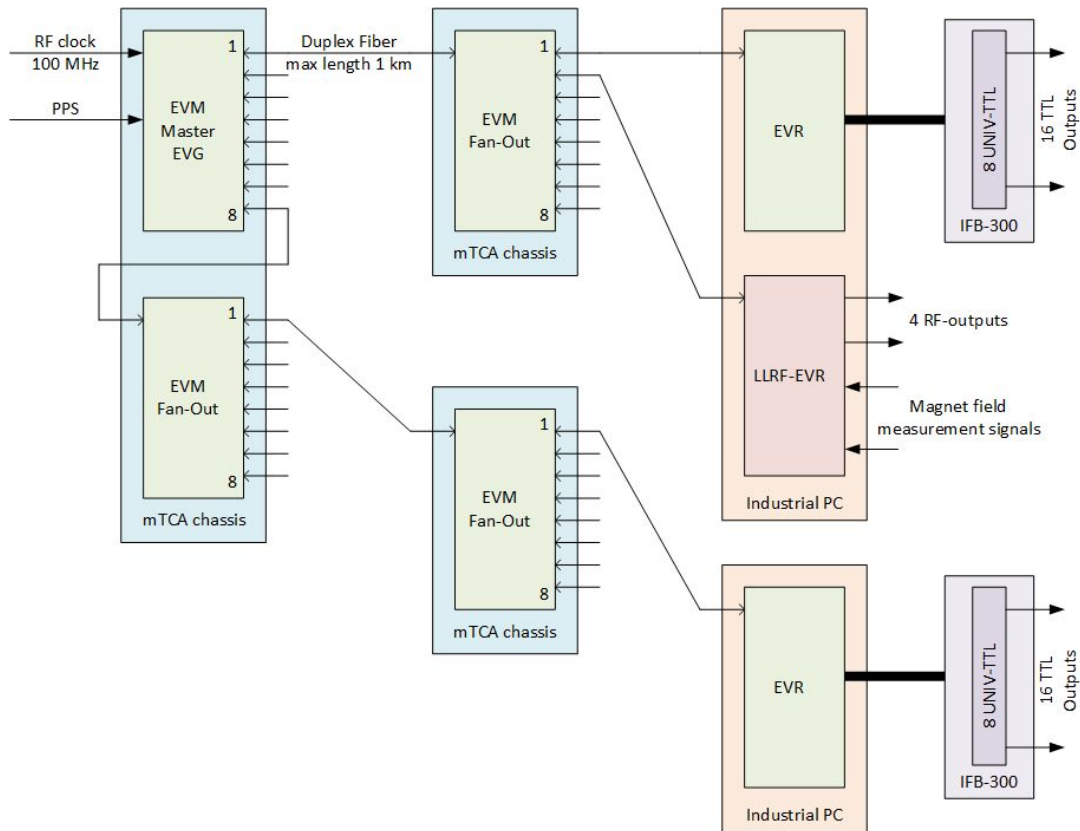 RF clock
100 MHz
PPS
EVM
Master
EVG
1
8
Duplex Fiber
max length 1 km
EVM
Fan-Out
1
8
mTCA chassis
EVM
Fan-Out
1
8
mTCA chassis
EVM
Fan-Out
1
8
mTCA chassis
EVR
LLRF-EVR
Industrial PC
8 UNIV-TTL
IFB-300
16 TTL
Outputs
4 RF-outputs
Magnet field
measurement signals
EVR
Industrial PC
8 UNIV-TTL
IFB-300
16 TTL
Outputs